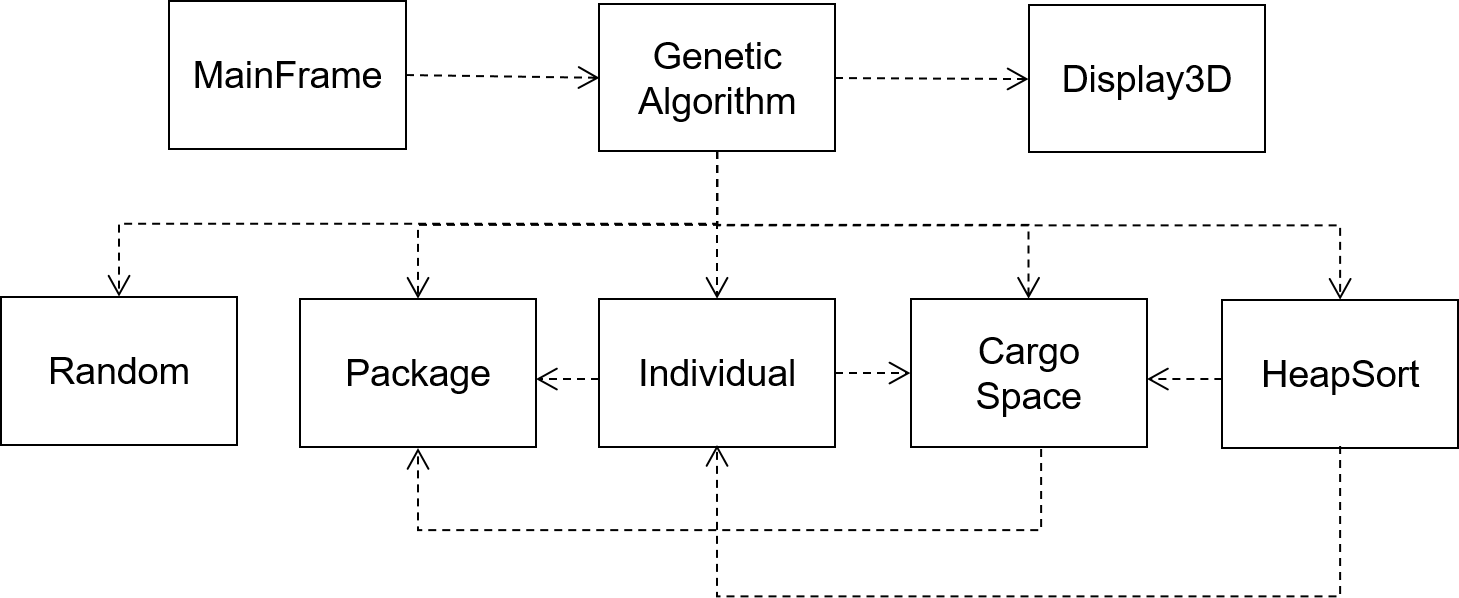 MainFrame
Genetic
Algorithm
Display3D
Random
Package
Individual
Cargo
Space
HeapSort